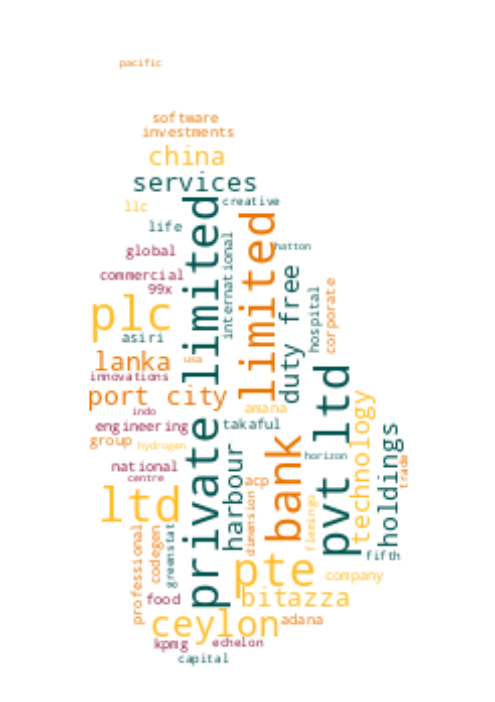 pacific
software
investments
china
services
llc
creative
life
private limited
limited
hatton
global
international
commercial
99x
duty free
hospital
corporate
plc
asiri
lanka
usa
innovations
port city
pvt ltd
indo
amana
engineering
takaful
technology
group
hydrogen
bank
holdings
harbour
horizon
trade
national
centre
acp
ltd
dimension
flemingo
professional
codegen
greenstat
fifth
pte
company
food
bitazza
ceylon
adana
kpmg
echelon
capital